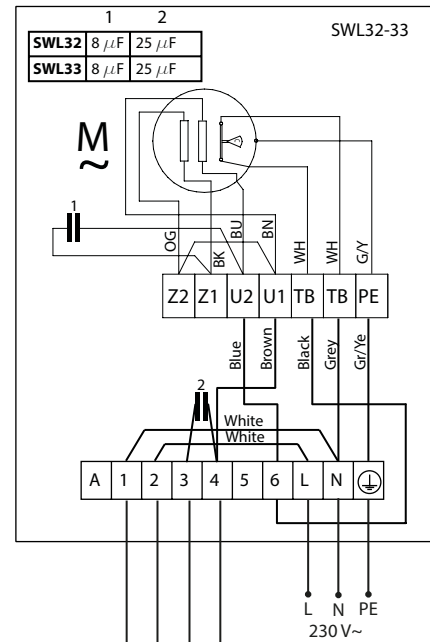 1 2
SWL32-33
SWL32 8 µF 25 µF
SWL33 8 µF 25 µF
M
~
1
OG
BK
BU
BN
WH
WH
G/Y
Z2 Z1 U2 U1 TB TB PE
Blue
Brown
Black
Grey
Gr/Ye
2
White
White
A 1 2 3 4 5 6 L N
L N PE
230 V~